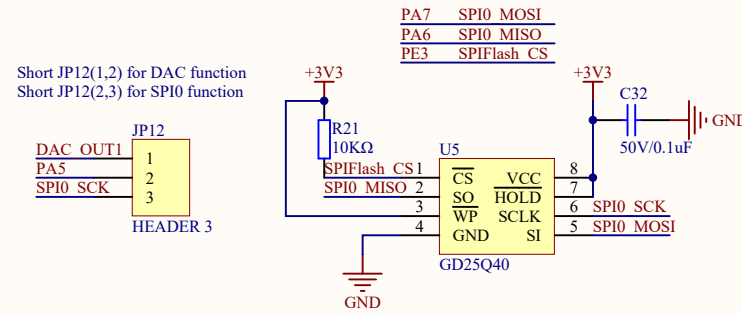 PA7 SPI0_MOSI
PA6 SPI0_MISO
PE3 SPIFlash_CS
Short JP12(1,2) for DAC function
Short JP12(2,3) for SPI0 function
+3V3
+3V3
C32
GND
50V/0.1uF
JP12
DAC_OUT1 1
PA5 2
SPI0_SCK 3
HEADER 3
R21
10KΩ
U5
SPIFlash_CS 1 CS VCC 8
SPI0_MISO 2 SO HOLD 7
3 WP SCLK 6 SPI0_SCK
4 GND SI 5 SPI0_MOSI
GD25Q40
GND